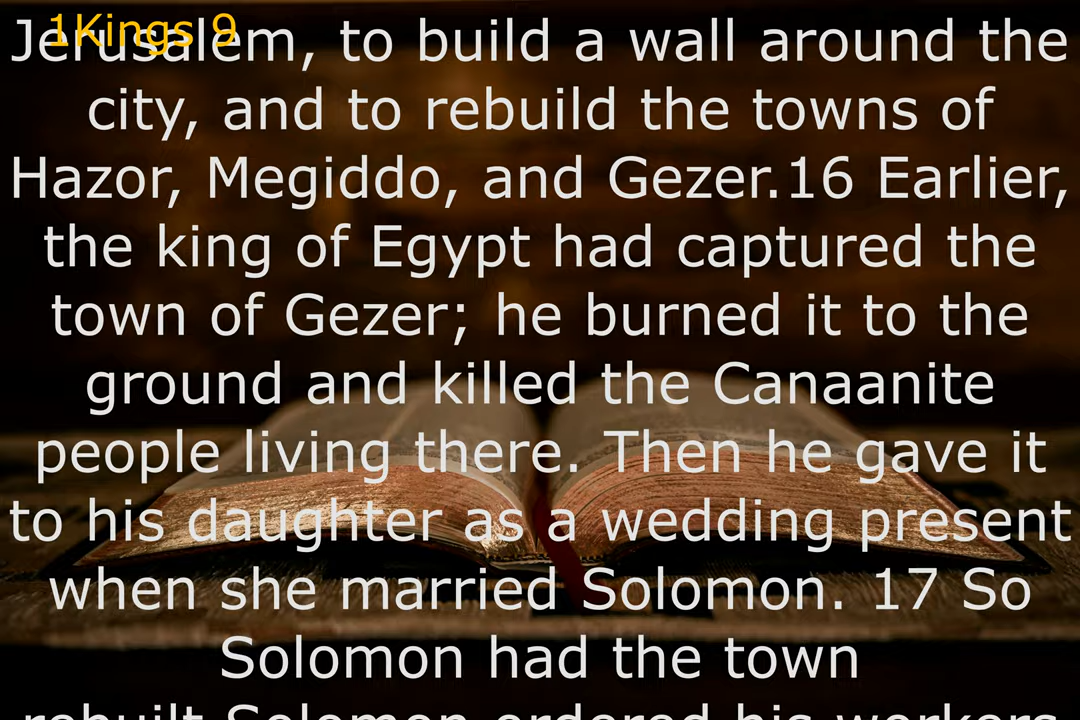 1Kings 9
Jerusalem, to build a wall around the
city, and to rebuild the towns of
Hazor, Megiddo, and Gezer.16 Earlier,
the king of Egypt had captured the
town of Gezer; he burned it to the
ground and killed the Canaanite
people living there. Then he gave it
to his daughter as a wedding present
when she married Solomon. 17 So
Solomon had the town
rebuilt Solomon ordered his workers